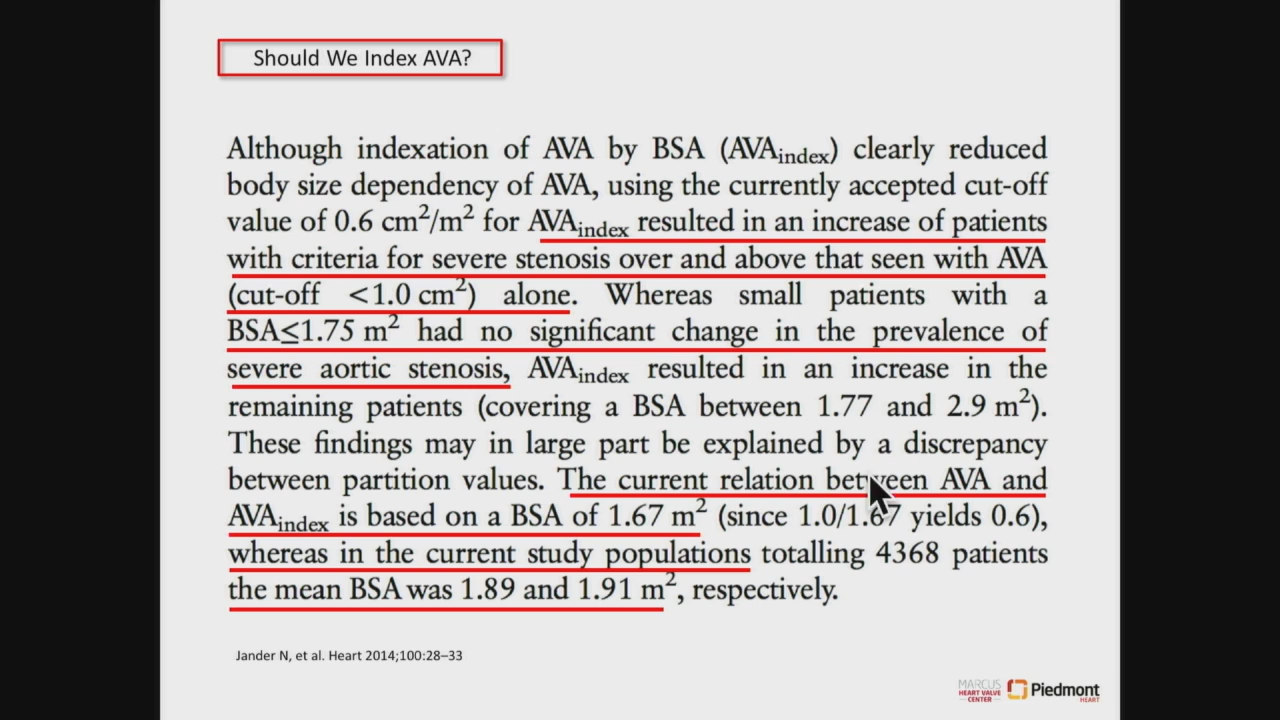 Should We Index AVA?
Although indexation of AVA by BSA (AVAindex) clearly reduced
body size dependency of AVA, using the currently accepted cut-off
value of 0.6 cm²/m² for AVAindex resulted in an increase of patients
with criteria for severe stenosis over and above that seen with AVA
(cut-off <1.0 cm²) alone. Whereas small patients with a
BSA≤1.75 m² had no significant change in the prevalence of
severe aortic stenosis, AVAindex resulted in an increase in the
remaining patients (covering a BSA between 1.77 and 2.9 m²).
These findings may in large part be explained by a discrepancy
between partition values. The current relation between AVA and
AVAindex is based on a BSA of 1.67 m² (since 1.0/1.67 yields 0.6),
whereas in the current study populations totalling 4368 patients
the mean BSA was 1.89 and 1.91 m², respectively.
Jander N, et al. Heart 2014;100:28–33
MARCUS
HEART VALVE
CENTER
Piedmont
HEART